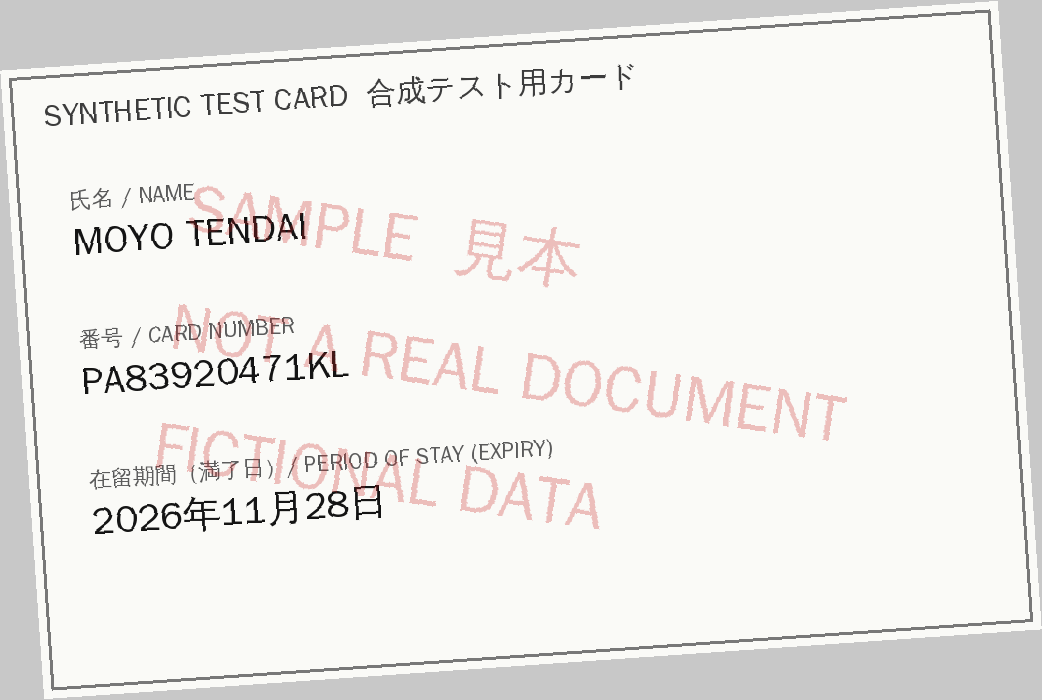 SYNTHETIC TEST CARD 合成テスト用カード
氏名 / NAME
MOYO TENDAI
SAMPLE 見本
番号 / CARD NUMBER
PA83920471KL
NOT A REAL DOCUMENT
在留期間（満了日）/ PERIOD OF STAY (EXPIRY)
2026年11月28日
FICTIONAL DATA